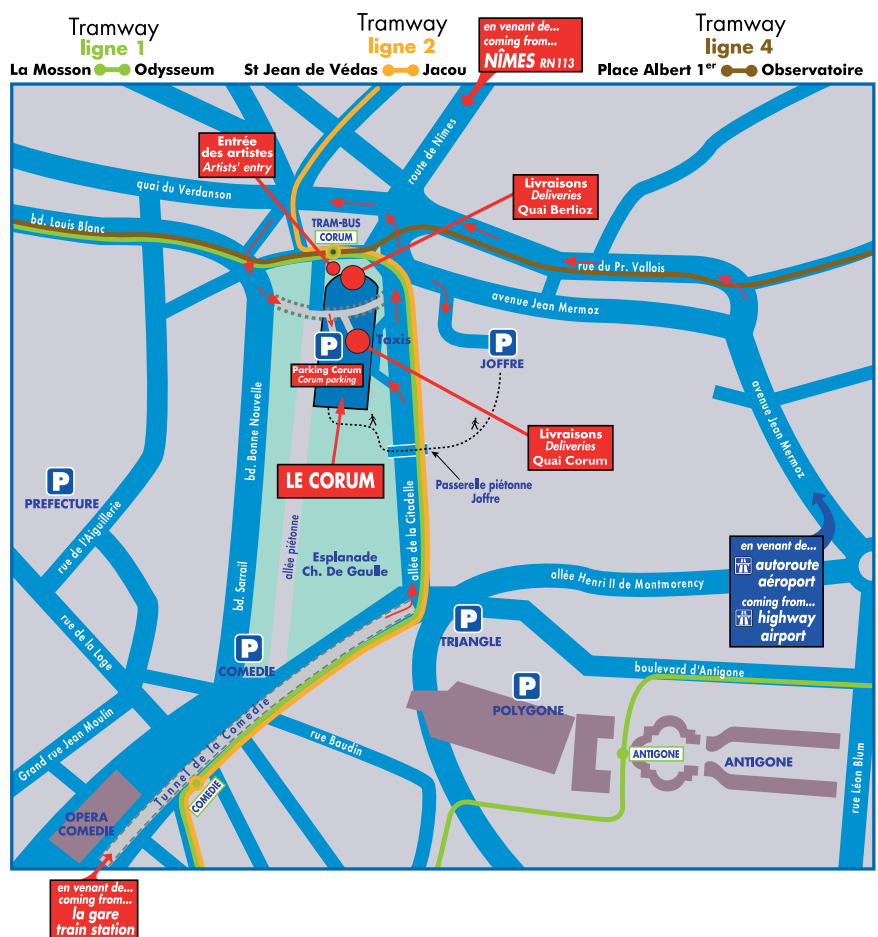 Tramway
ligne 1
La Mosson Odysseum
Tramway
ligne 2
St Jean de Védas Jacou
en venant de...
coming from...
NÎMES RN113
Tramway
ligne 4
Place Albert 1er Observatoire
Entrée
des artistes
Artists' entry
route de Nîmes
quai du Verdanson
Livraisons
Deliveries
Quai Berlioz
bd. Louis Blanc
TRAM-BUS
CORUM
rue du Pr. Vallois
avenue Jean Mermoz
Taxis
P
P
JOFFRE
Parking Corum
Corum parking
bd. Bonne Nouvelle
avenue Jean Mermoz
Livraisons
Deliveries
Quai Corum
LE CORUM
P
PREFECTURE
Passerelle piétonne
Joffre
rue de l'Aiguillerie
allée piétonne
allée de la Citadelle
Esplanade
Ch. De Gaulle
en venant de...
autoroute
aéroport
coming from...
highway
airport
allée Henri II de Montmorency
bd. Sarrail
rue de la Loge
P
COMEDIE
P
TRIANGLE
boulevard d'Antigone
P
POLYGONE
Grand rue Jean Moulin
Tunnel de la Comédie
rue Baudin
ANTIGONE
ANTIGONE
COMEDIE
OPERA
COMEDIE
rue Léon Blum
en venant de...
coming from...
la gare
train station